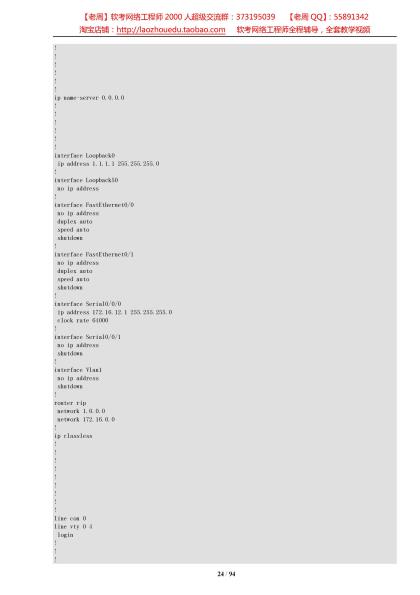 【老周】软考网络工程师 2000 人超级交流群：373195039 【老周 QQ】：55891342
淘宝店铺：http://laozhouedu.taobao.com 软考网络工程师全程辅导，全套教学视频
!
!
!
!
!
!
ip name-server 0.0.0.0
!
!
!
!
!
!
interface Loopback0
ip address 1.1.1.1 255.255.255.0
!
interface Loopback50
no ip address
!
interface FastEthernet0/0
no ip address
duplex auto
speed auto
shutdown
!
interface FastEthernet0/1
no ip address
duplex auto
speed auto
shutdown
!
interface Serial0/0/0
ip address 172.16.12.1 255.255.255.0
clock rate 64000
!
interface Serial0/0/1
no ip address
shutdown
!
interface Vlan1
no ip address
shutdown
!
router rip
network 1.0.0.0
network 172.16.0.0
!
ip classless
!
!
!
!
!
!
!
!
!
line con 0
line vty 0 4
login
!
!
!
24 / 94